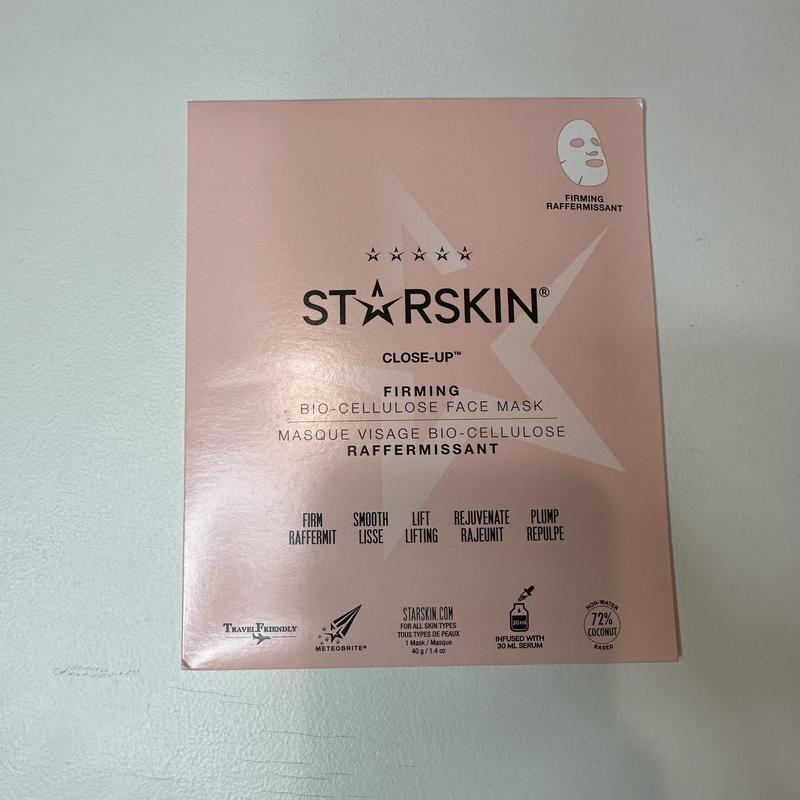 FIRMING
RAFFERMISSANT
STARSKIN®
CLOSE-UP™
FIRMING
BIO-CELLULOSE FACE MASK
MASQUE VISAGE BIO-CELLULOSE
RAFFERMISSANT
FIRM SMOOTH LIFT REJUVENATE PLUMP
RAFFERMIT LISSE LIFTING RAJEUNIT REPULPE
TRAVELFRIENDLY
METEOBRITE®
STARSKIN.COM
FOR ALL SKIN TYPES
TOUS TYPES DE PEAUX
1 Mask / Masque
40 g / 1.4 oz
30 ml
INFUSED WITH
30 ML SERUM
NON-WATER
72%
COCONUT
BASED